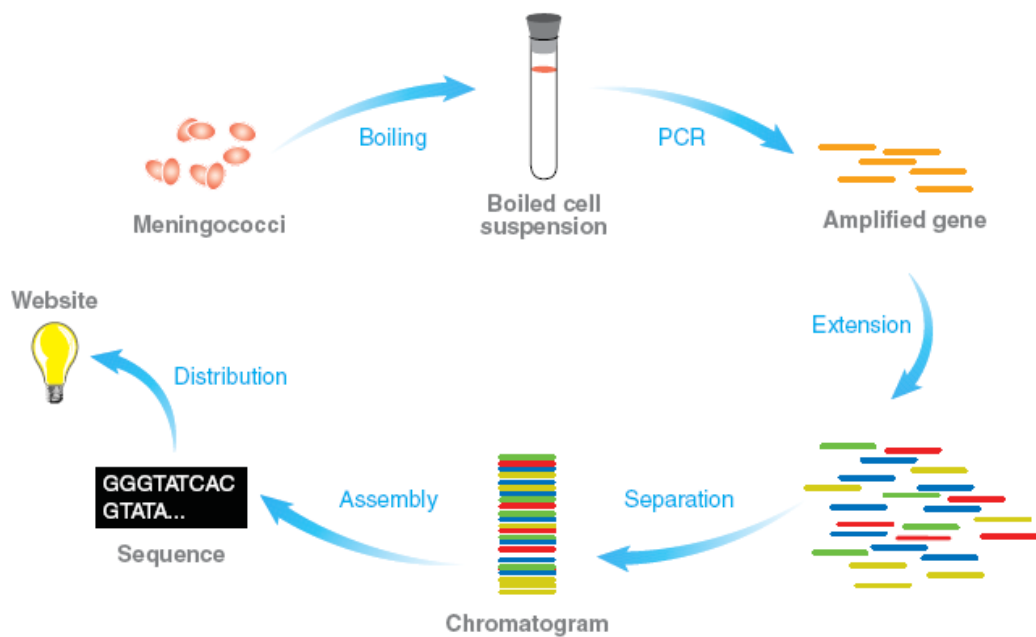 Boiling
PCR
Meningococci
Boiled cell
suspension
Amplified gene
Extension
Website
Distribution
GGGTATCAC
GTATA...
Sequence
Assembly
Separation
Chromatogram